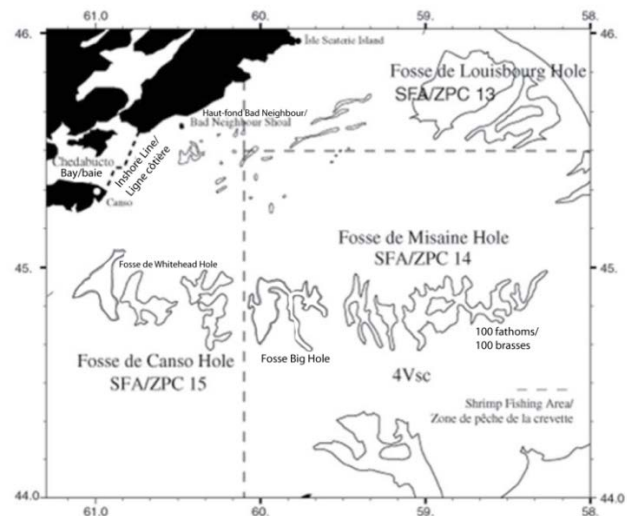 61.0 60. 59. 58.
46.
46.
Isle Scaterie Island
Fosse de Louisbourg Hole
SFA/ZPC 13
Haut-fond Bad Neighbour/
Bad Neighbour Shoal
Chedabucto
Bay/baie
Inshore Line/
Ligne côtière
Canso
Fosse de Misaine Hole
SFA/ZPC 14
45.
45.
Fosse de Whitehead Hole
100 fathoms/
100 brasses
Fosse Big Hole
Fosse de Canso Hole
SFA/ZPC 15
4Vsc
Shrimp Fishing Area/
Zone de pêche de la crevette
44.0
44.
61.0 60. 59. 58.